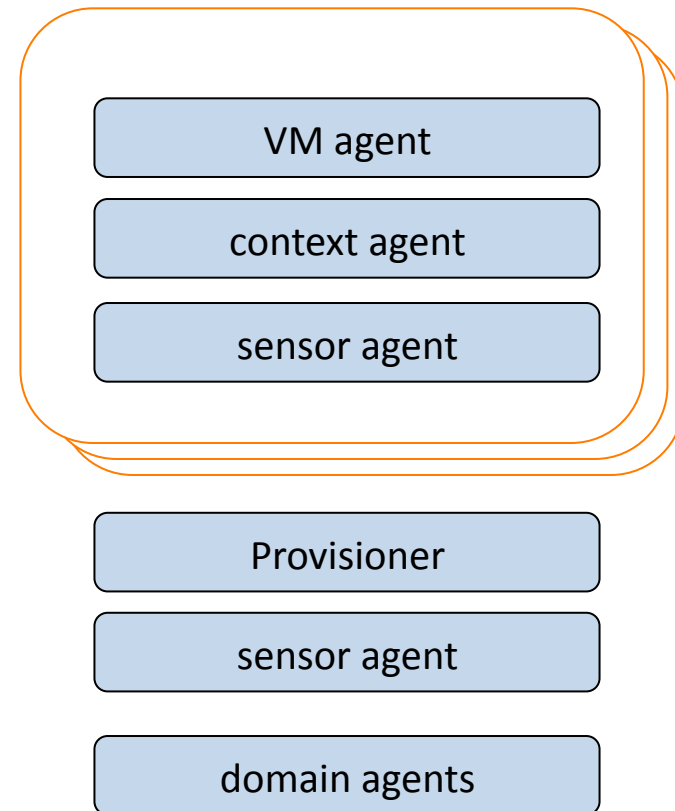 VM agent
context agent
sensor agent
Provisioner
sensor agent
domain agents